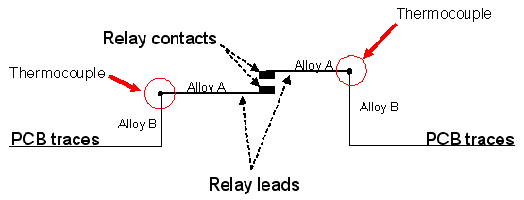 Thermocouple
Relay contacts
Alloy A
Thermocouple
Alloy A
Alloy B
Alloy B
PCB traces
PCB traces
Relay leads